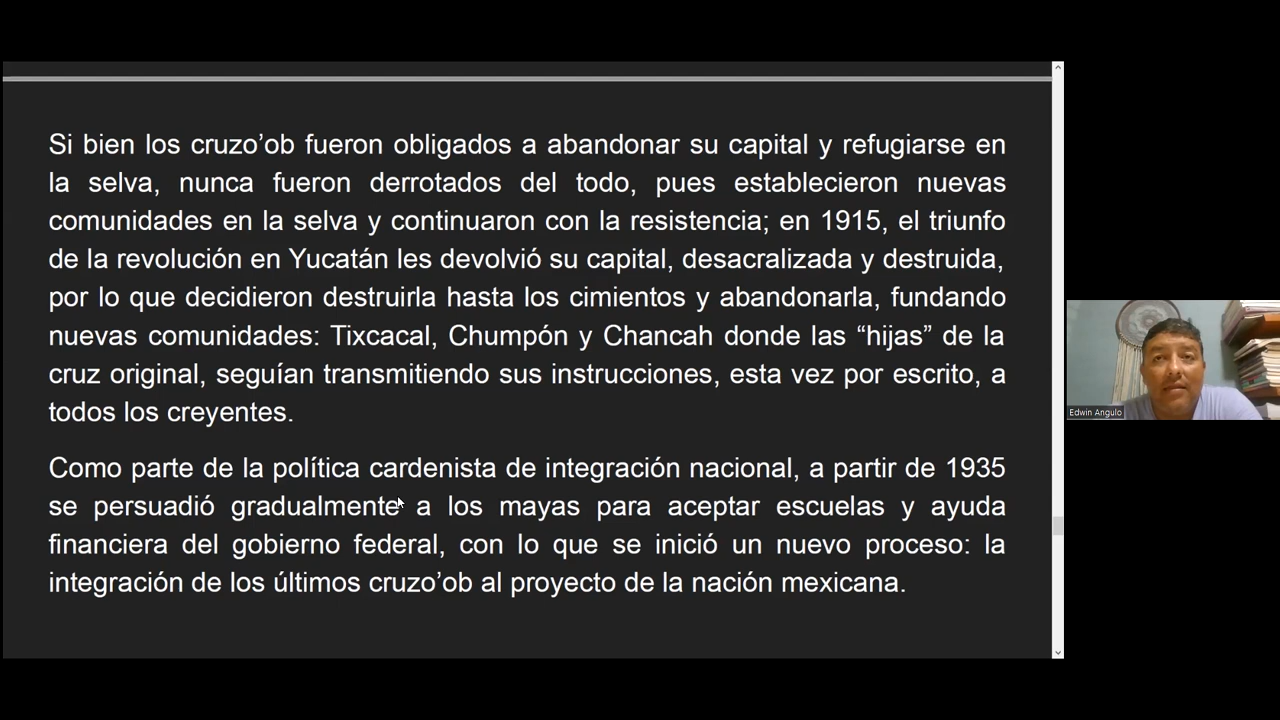 Si bien los cruzo’ob fueron obligados a abandonar su capital y refugiarse en
la selva, nunca fueron derrotados del todo, pues establecieron nuevas
comunidades en la selva y continuaron con la resistencia; en 1915, el triunfo
de la revolución en Yucatán les devolvió su capital, desacralizada y destruida,
por lo que decidieron destruirla hasta los cimientos y abandonarla, fundando
nuevas comunidades: Tixcacal, Chumpón y Chancah donde las “hijas” de la
cruz original, seguían transmitiendo sus instrucciones, esta vez por escrito, a
todos los creyentes.
Como parte de la política cardenista de integración nacional, a partir de 1935
se persuadió gradualmente a los mayas para aceptar escuelas y ayuda
financiera del gobierno federal, con lo que se inició un nuevo proceso: la
integración de los últimos cruzo’ob al proyecto de la nación mexicana.
Edwin Angulo